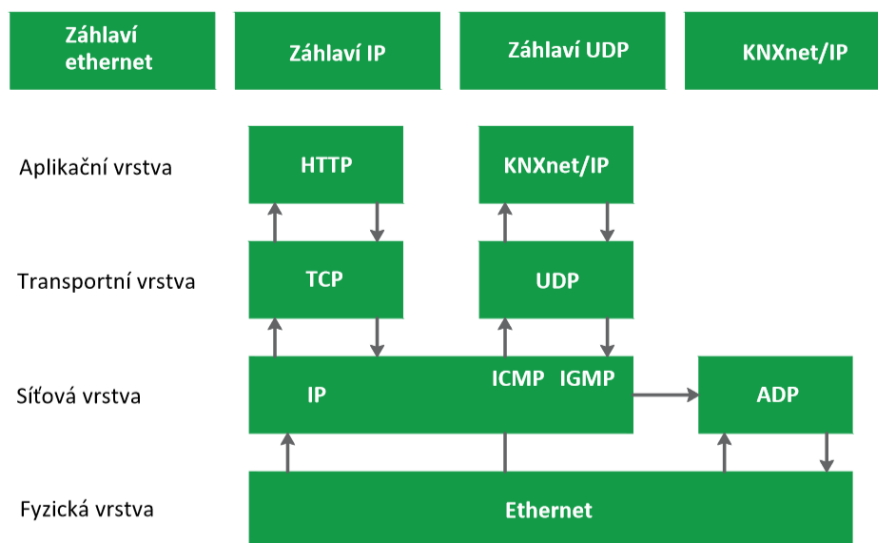 Záhlaví
ethernet
Záhlaví IP
Záhlaví UDP
KNXnet/IP
Aplikační vrstva
HTTP
KNXnet/IP
Transportní vrstva
TCP
UDP
Síťová vrstva
IP
ICMP
IGMP
ADP
Fyzická vrstva
Ethernet